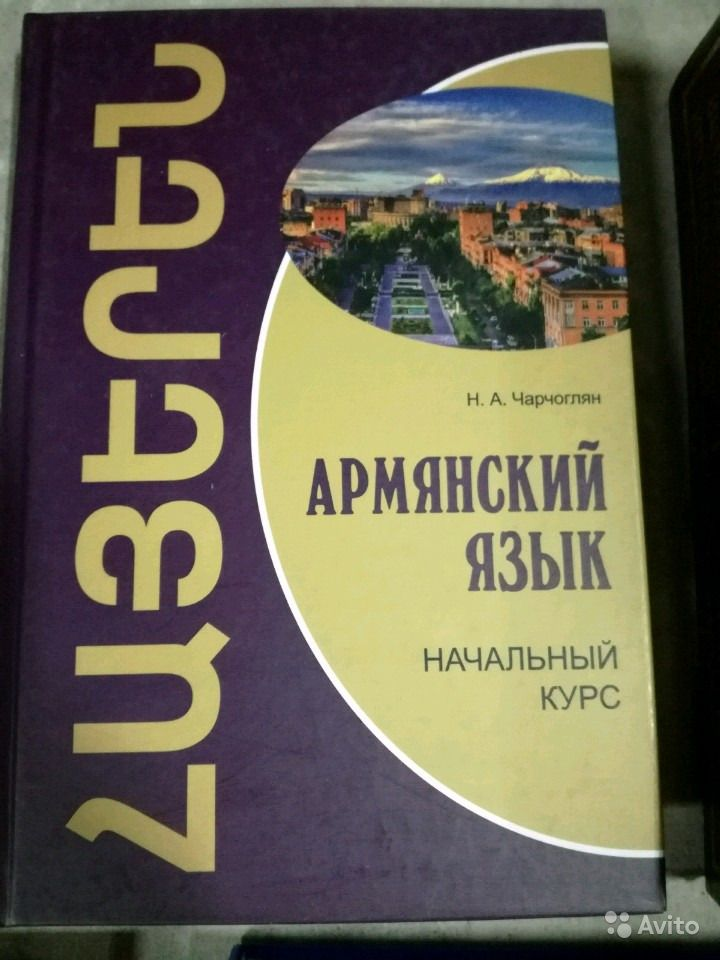 ՀԱՅԵՐԵՆ
Н. А. Чарчоглян
АРМЯНСКИЙ
ЯЗЫК
НАЧАЛЬНЫЙ
КУРС
Avito